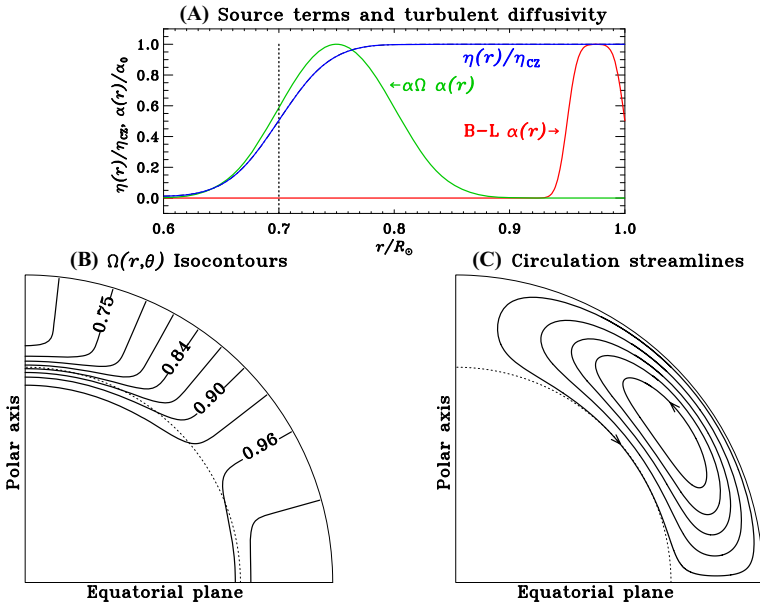 (A) Source terms and turbulent diffusivity
η(r)/η_CZ, α(r)/α_0
1.0
0.8
0.6
0.4
0.2
0.0
η(r)/η_CZ
←αΩ α(r)
B−L α(r)→
0.6 0.7 0.8 0.9 1.0
r/R_⊙
(B) Ω(r,θ) Isocontours
0.75
0.84
0.90
0.96
Polar axis
Equatorial plane
(C) Circulation streamlines
Polar axis
Equatorial plane